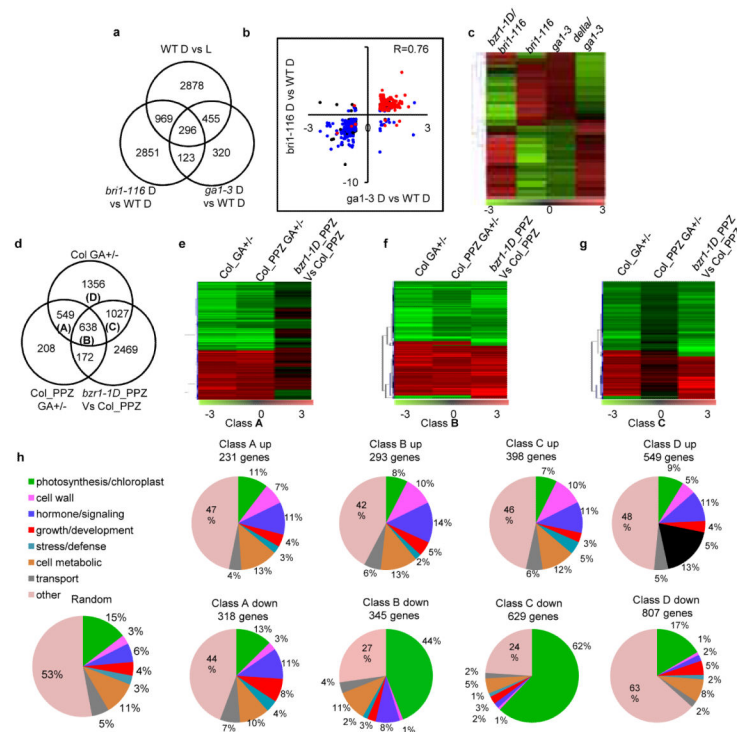 a
WT D vs L
2878
969
455
296
2851
123
320
bri1-116 D
vs WT D
ga1-3 D
vs WT D
b
R=0.76
bri1-116 D vs WT D
3
-3
0
3
-10
ga1-3 D vs WT D
c
bzr1-1D/
bri1-116
bri1-116
ga1-3
della/
ga1-3
-3
0
3
d
Col GA+/-
1356
(D)
549
(A)
1027
(C)
638
(B)
208
172
2469
Col_PPZ
GA+/-
bzr1-1D_PPZ
Vs Col_PPZ
e
Col_GA+/-
Col_PPZ GA+/-
bzr1-1D_PPZ
Vs Col_PPZ
-3
0
3
Class A
f
Col GA+/-
Col_PPZ GA+/-
bzr1-1D_PPZ
Vs Col_PPZ
-3
0
3
Class B
g
Col_GA+/-
Col_PPZ GA+/-
bzr1-1D_PPZ
Vs Col_PPZ
-3
0
3
Class C
h
photosynthesis/chloroplast
cell wall
hormone/signaling
growth/development
stress/defense
cell metabolic
transport
other
Class A up
231 genes
11%
7%
11%
4%
3%
13%
4%
47
%
Class B up
293 genes
8%
10%
14%
5%
2%
13%
6%
42
%
Class C up
398 genes
7%
10%
11%
3%
5%
12%
6%
46
%
Class D up
549 genes
9%
5%
11%
5%
13%
5%
48
%
Random
15%
3%
6%
4%
3%
11%
5%
53%
Class A down
318 genes
13%
3%
11%
8%
4%
10%
7%
44
%
Class B down
345 genes
44%
1%
8%
3%
2%
11%
4%
27
%
Class C down
629 genes
62%
1%
3%
1%
5%
2%
24
%
Class D down
807 genes
17%
1%
2%
5%
2%
8%
2%
63
%